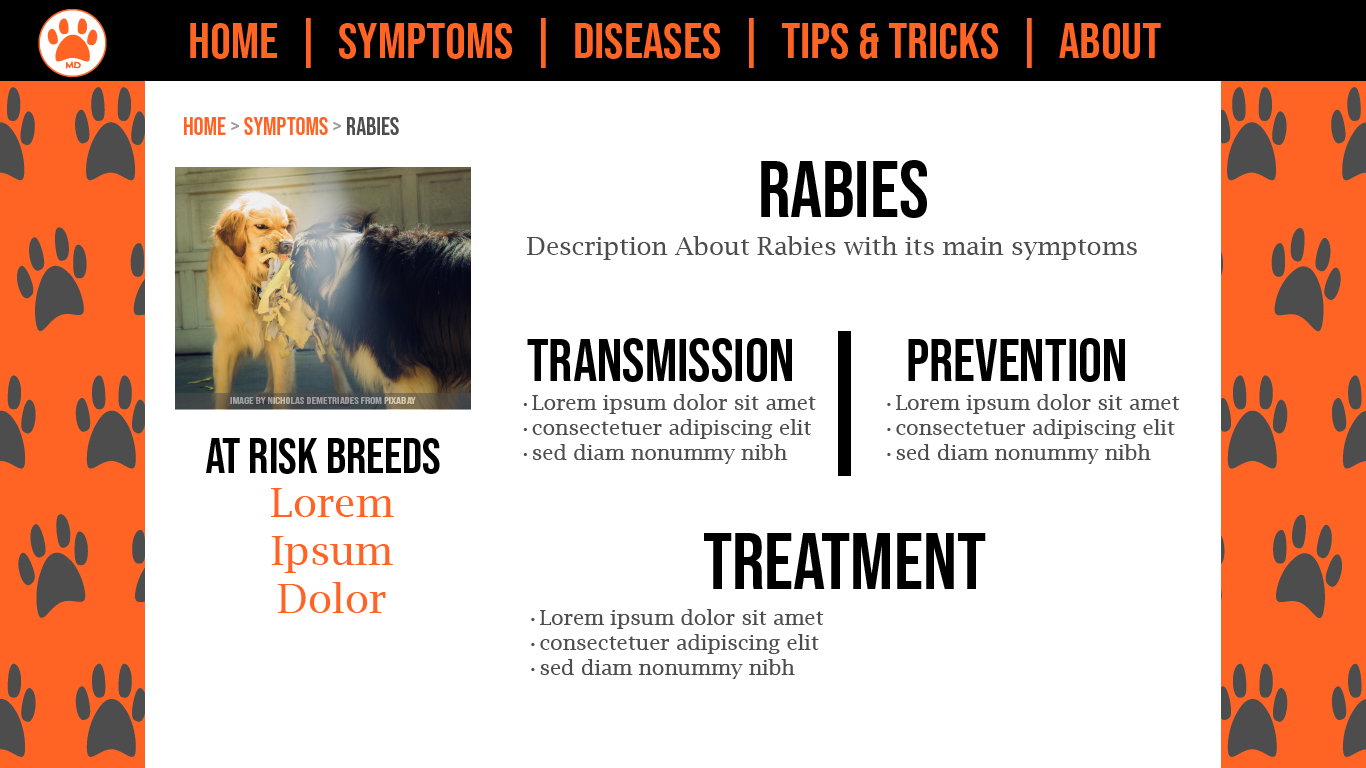 MD
HOME | SYMPTOMS | DISEASES | TIPS & TRICKS | ABOUT
HOME > SYMPTOMS > RABIES
IMAGE BY NICHOLAS DEMETRIADES FROM PIXABAY
AT RISK BREEDS
Lorem
Ipsum
Dolor
RABIES
Description About Rabies with its main symptoms
TRANSMISSION
· Lorem ipsum dolor sit amet
· consectetuer adipiscing elit
· sed diam nonummy nibh
PREVENTION
· Lorem ipsum dolor sit amet
· consectetuer adipiscing elit
· sed diam nonummy nibh
TREATMENT
· Lorem ipsum dolor sit amet
· consectetuer adipiscing elit
· sed diam nonummy nibh